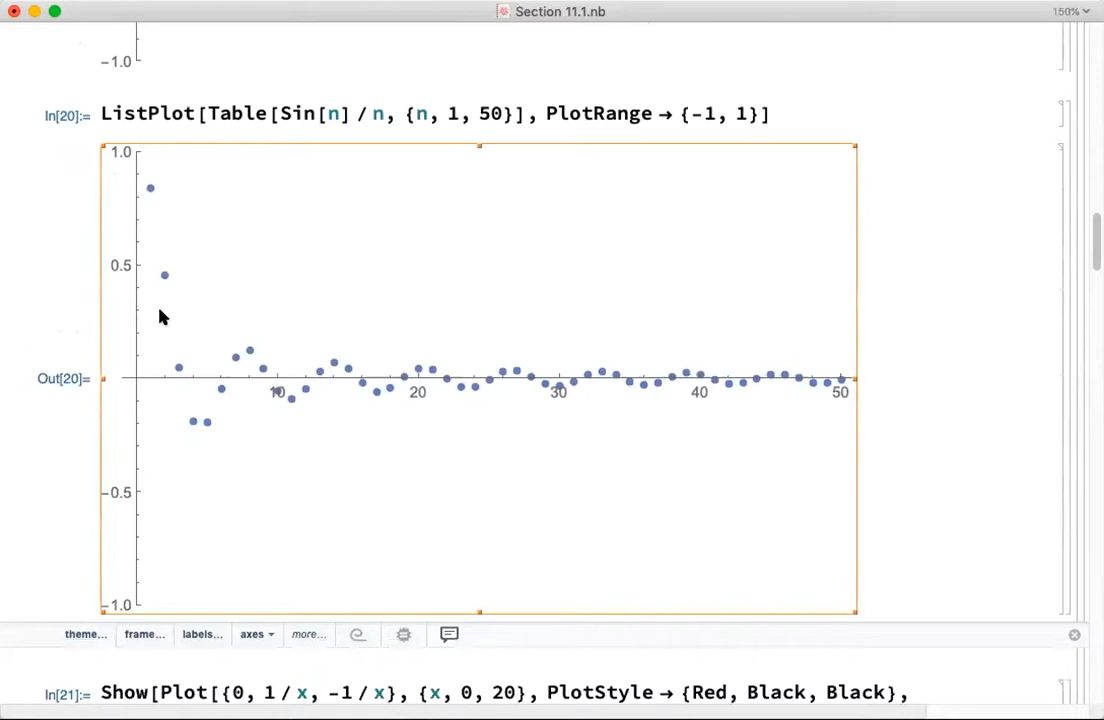 Section 11.1.nb
150%
-1.0
In[20]:= ListPlot[Table[Sin[n] / n, {n, 1, 50}], PlotRange → {-1, 1}]
1.0
0.5
Out[20]=
10 20 30 40 50
-0.5
-1.0
theme... frame... labels... axes more...
In[21]:= Show[Plot[{0, 1 / x, -1 / x}, {x, 0, 20}, PlotStyle → {Red, Black, Black},